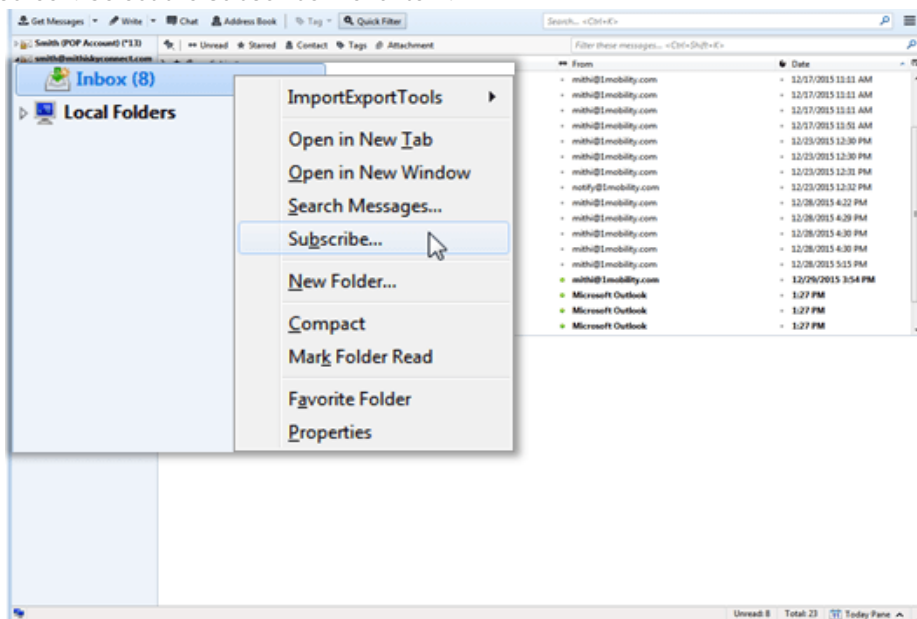 Get Messages Write Chat Address Book Tag Quick Filter Search... <Ctrl+K>
Smith (POP Account) (*13) Unread Starred Contact Tags Attachment Filter these messages... <Ctrl+Shift+K>
smith@mithiskyconnect.com
From Date
Inbox (8)
Local Folders
ImportExportTools
Open in New Tab
Open in New Window
Search Messages...
Subscribe...
New Folder...
Compact
Mark Folder Read
Favorite Folder
Properties
mithi@1mobility.com 12/17/2015 11:11 AM
mithi@1mobility.com 12/17/2015 11:11 AM
mithi@1mobility.com 12/17/2015 11:11 AM
mithi@1mobility.com 12/17/2015 11:51 AM
mithi@1mobility.com 12/23/2015 12:30 PM
mithi@1mobility.com 12/23/2015 12:30 PM
mithi@1mobility.com 12/23/2015 12:31 PM
notify@1mobility.com 12/23/2015 12:32 PM
mithi@1mobility.com 12/28/2015 4:22 PM
mithi@1mobility.com 12/28/2015 4:29 PM
mithi@1mobility.com 12/28/2015 4:30 PM
mithi@1mobility.com 12/28/2015 4:30 PM
mithi@1mobility.com 12/28/2015 5:15 PM
mithi@1mobility.com 12/29/2015 3:54 PM
Microsoft Outlook 1:27 PM
Microsoft Outlook 1:27 PM
Microsoft Outlook 1:27 PM
Unread: 8 Total: 23 Today Pane